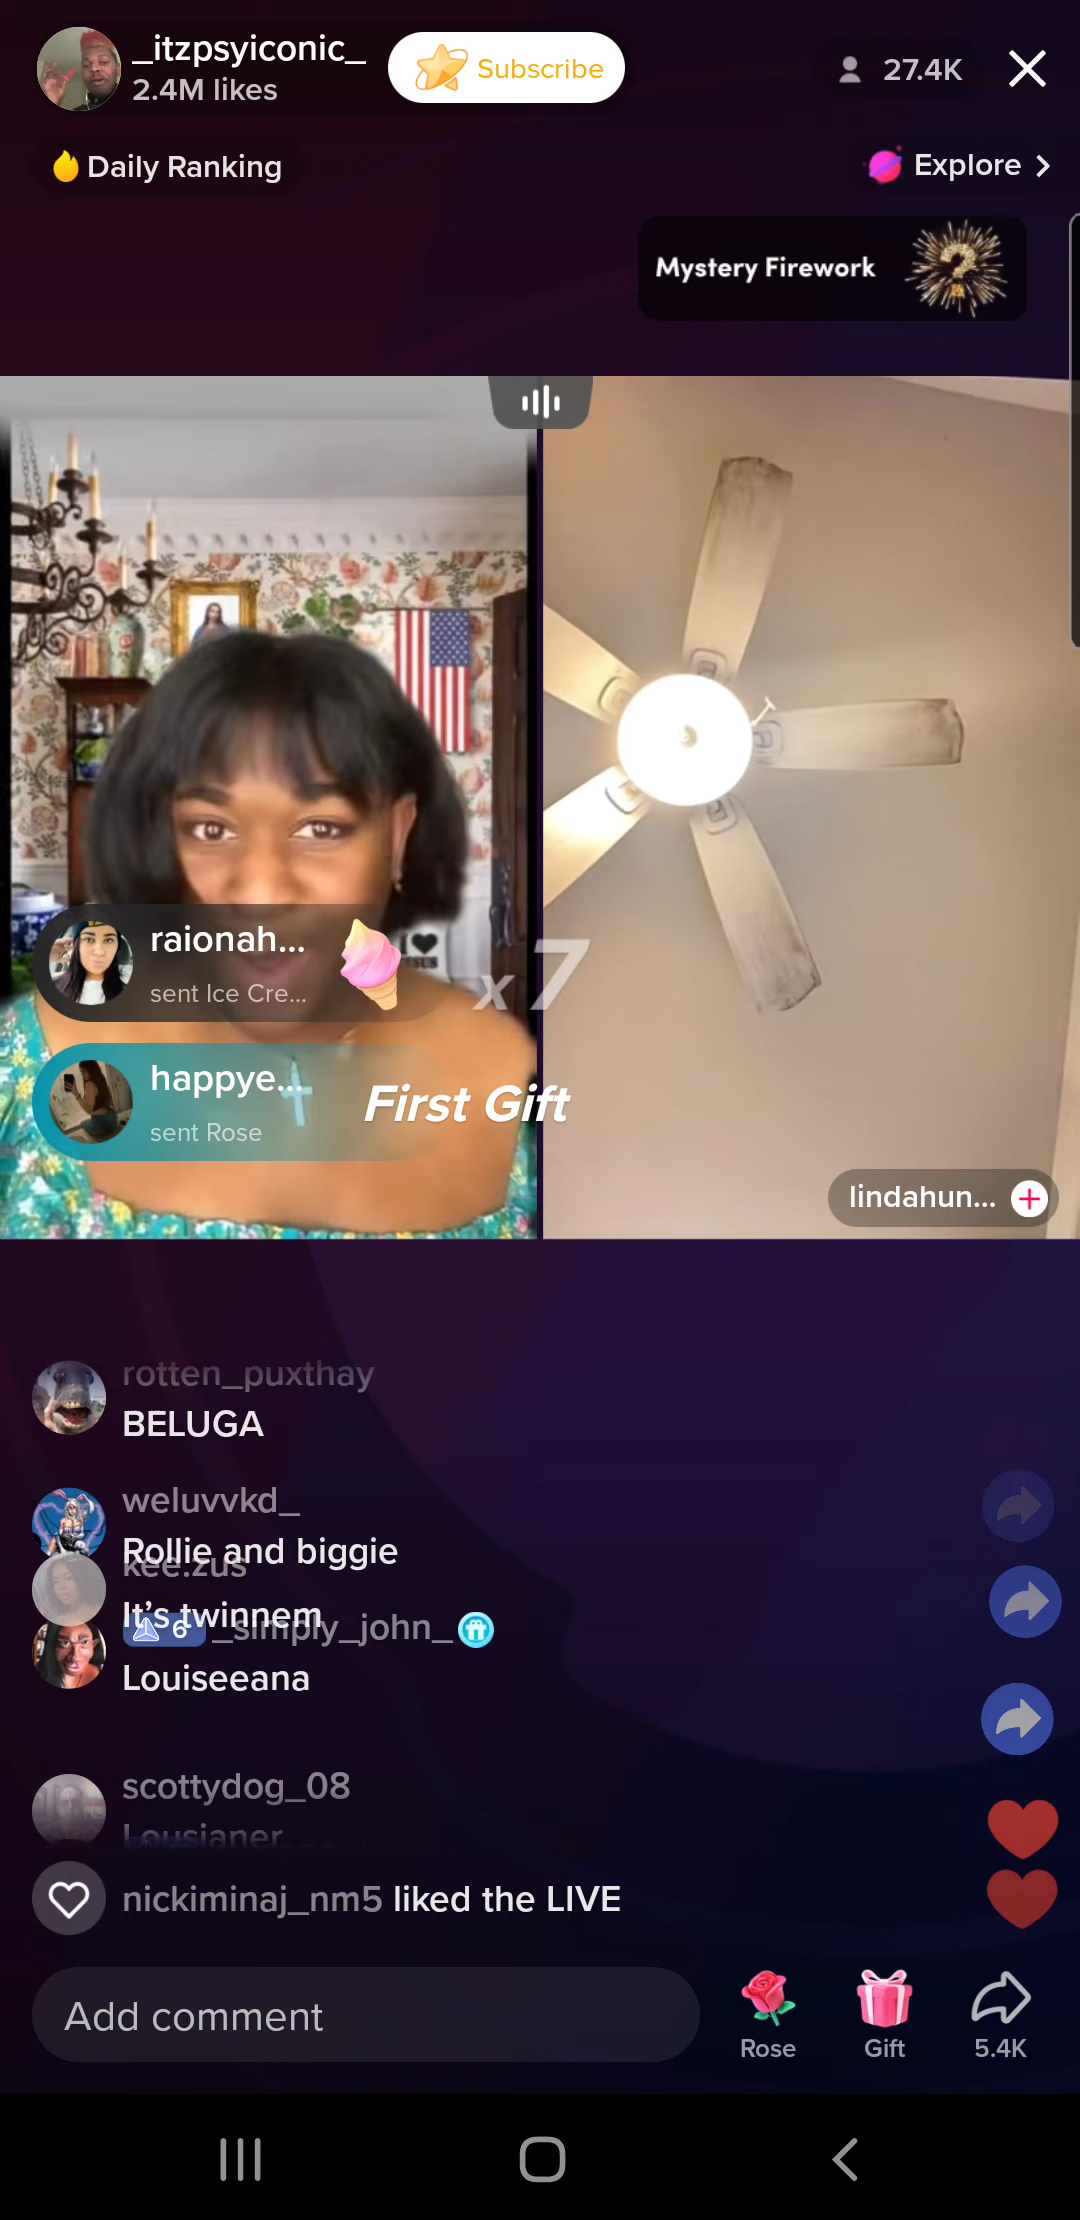 _itzpsyiconic_
2.4M likes
Subscribe
27.4K
Daily Ranking
Explore
Mystery Firework
raionah...
sent Ice Cre...
x7
happye...
sent Rose
First Gift
lindahun...
rotten_puxthay
BELUGA
weluvvkd_
Rollie and biggie
kee.zus
It's twinnem
6 _simply_john_
Louiseeana
scottydog_08
Lousianer
nickiminaj_nm5 liked the LIVE
Add comment
Rose
Gift
5.4K